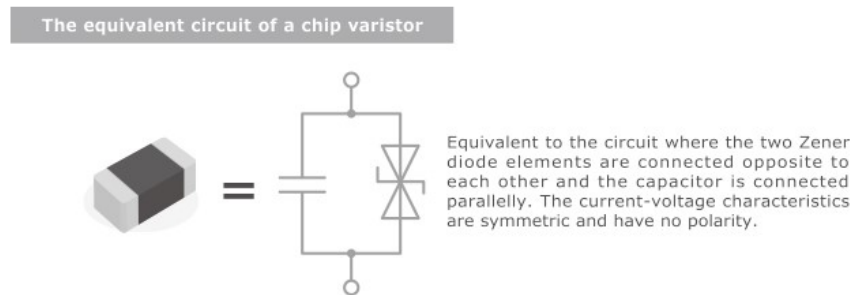 The equivalent circuit of a chip varistor
Equivalent to the circuit where the two Zener
diode elements are connected opposite to
each other and the capacitor is connected
parallelly. The current-voltage characteristics
are symmetric and have no polarity.